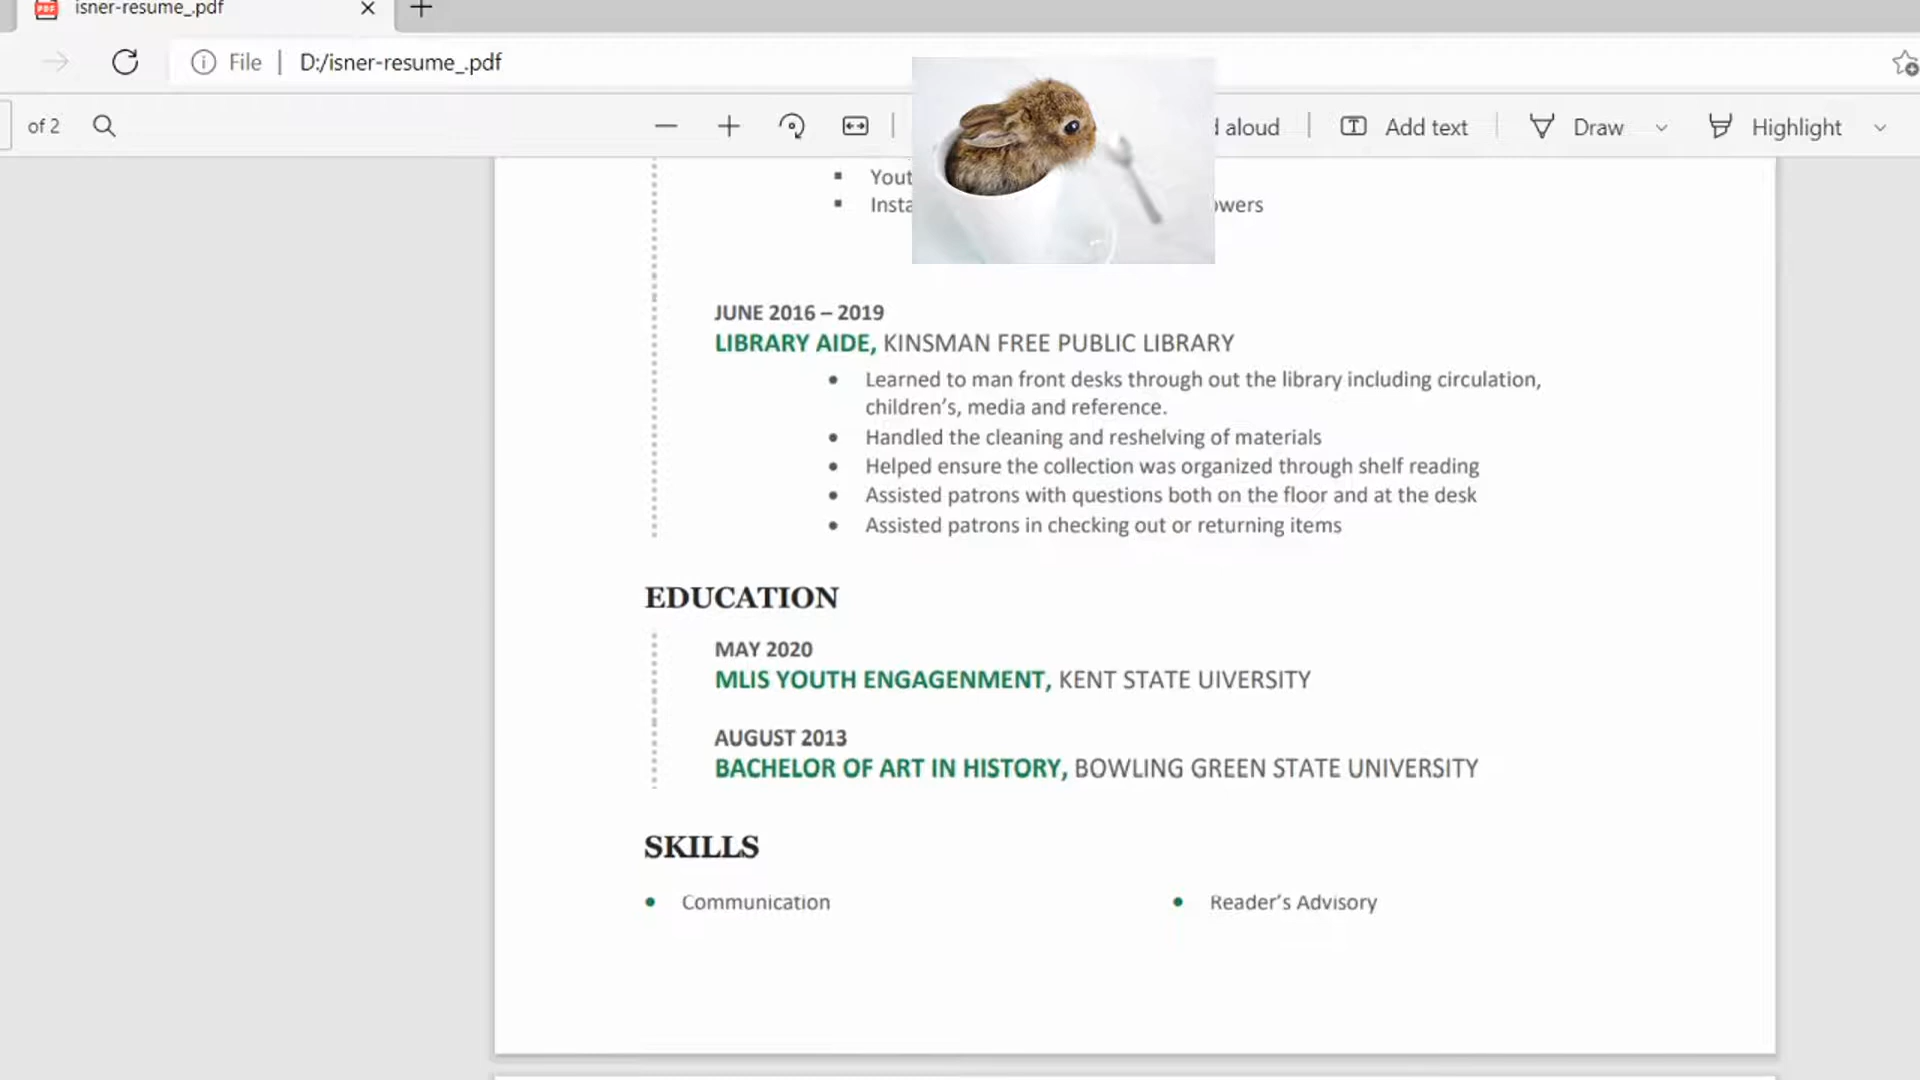 isner-resume_.pdf
File | D:/isner-resume_.pdf
of 2
aloud
Add text
Draw
Highlight
JUNE 2016 – 2019
LIBRARY AIDE, KINSMAN FREE PUBLIC LIBRARY
• Learned to man front desks through out the library including circulation,
children’s, media and reference.
• Handled the cleaning and reshelving of materials
• Helped ensure the collection was organized through shelf reading
• Assisted patrons with questions both on the floor and at the desk
• Assisted patrons in checking out or returning items
EDUCATION
MAY 2020
MLIS YOUTH ENGAGENMENT, KENT STATE UIVERSITY
AUGUST 2013
BACHELOR OF ART IN HISTORY, BOWLING GREEN STATE UNIVERSITY
SKILLS
• Communication
• Reader’s Advisory